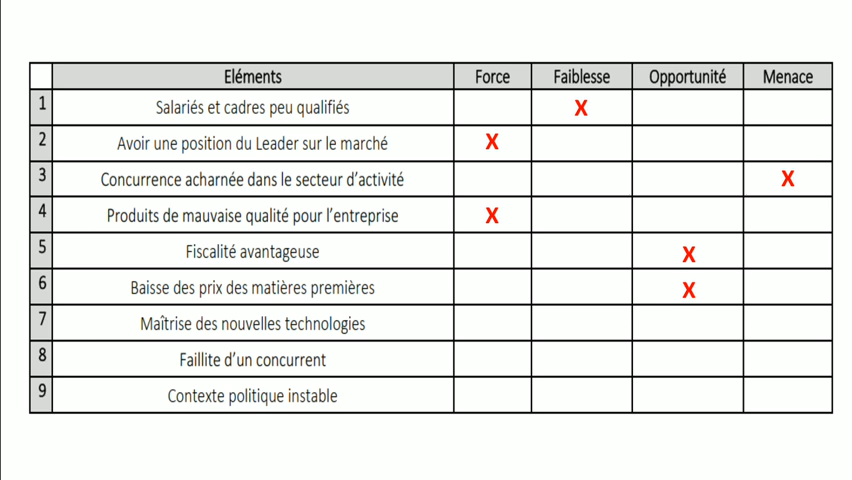 Eléments Force Faiblesse Opportunité Menace
1 Salariés et cadres peu qualifiés X
2 Avoir une position du Leader sur le marché X
3 Concurrence acharnée dans le secteur d'activité X
4 Produits de mauvaise qualité pour l'entreprise X
5 Fiscalité avantageuse X
6 Baisse des prix des matières premières X
7 Maîtrise des nouvelles technologies
8 Faillite d'un concurrent
9 Contexte politique instable